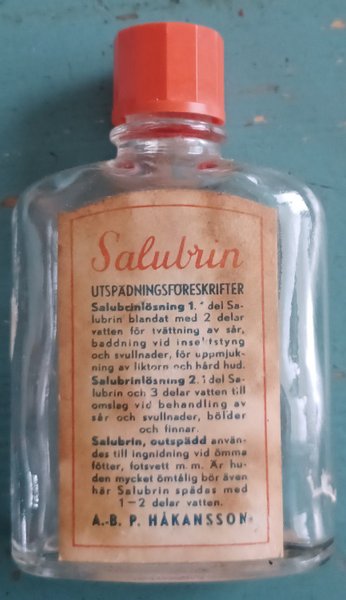 Salubrin
UTSPÄDNINGSFÖRESKRIFTER
Salubrinlösning 1. 1 del Sa-
lubrin blandat med 2 delar
vatten för tvättning av sår,
baddning vid insektstyng
och svullnader, för uppmjuk-
ning av liktorn och hård hud.
Salubrinlösning 2. 1 del Sa-
lubrin och 3 delar vatten till
omslag vid behandling av
sår och svullnader, bölder
och finnar.
Salubrin, outspädd använ-
des till ingnidning vid ömma
fötter, fotsvett m. m. Är hu-
den mycket ömtålig bör även
här Salubrin spädas med
1–2 delar vatten.
A.-B. P. HÅKANSSON